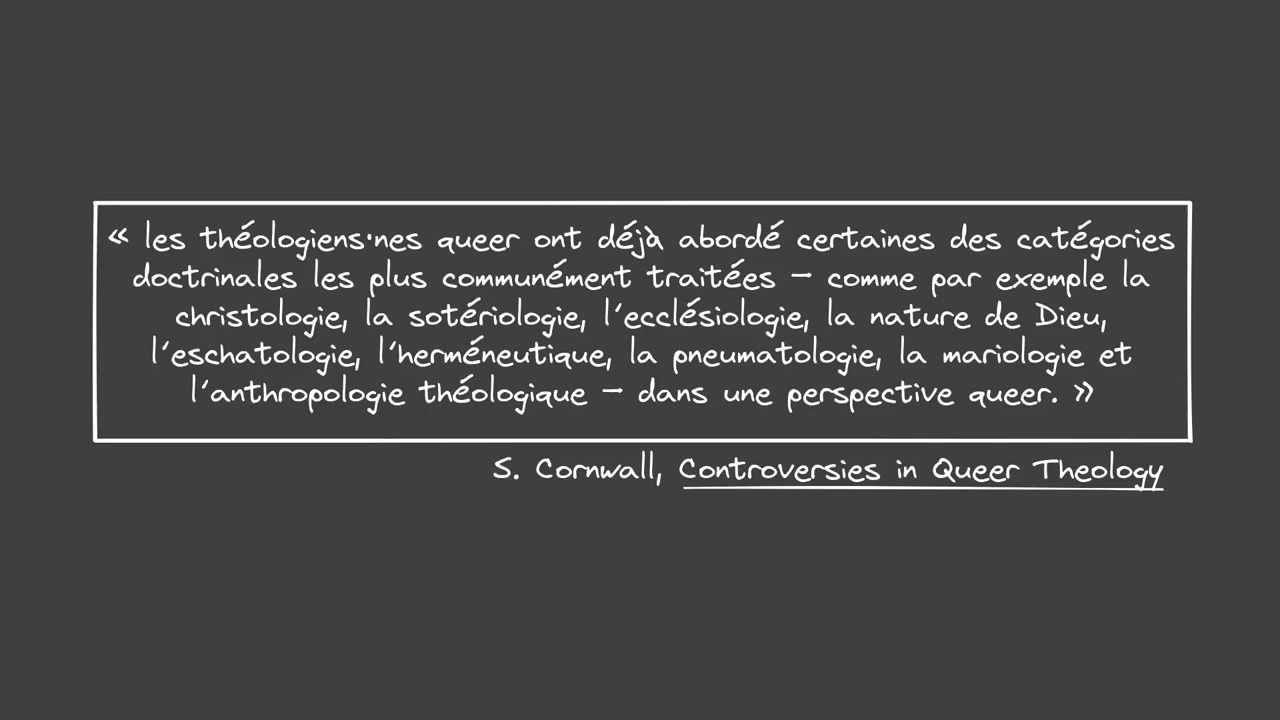 « les théologiens·nes queer ont déjà abordé certaines des catégories
doctrinales les plus communément traitées – comme par exemple la
christologie, la sotériologie, l'ecclésiologie, la nature de Dieu,
l'eschatologie, l'herméneutique, la pneumatologie, la mariologie et
l'anthropologie théologique – dans une perspective queer. »
S. Cornwall, Controversies in Queer Theology